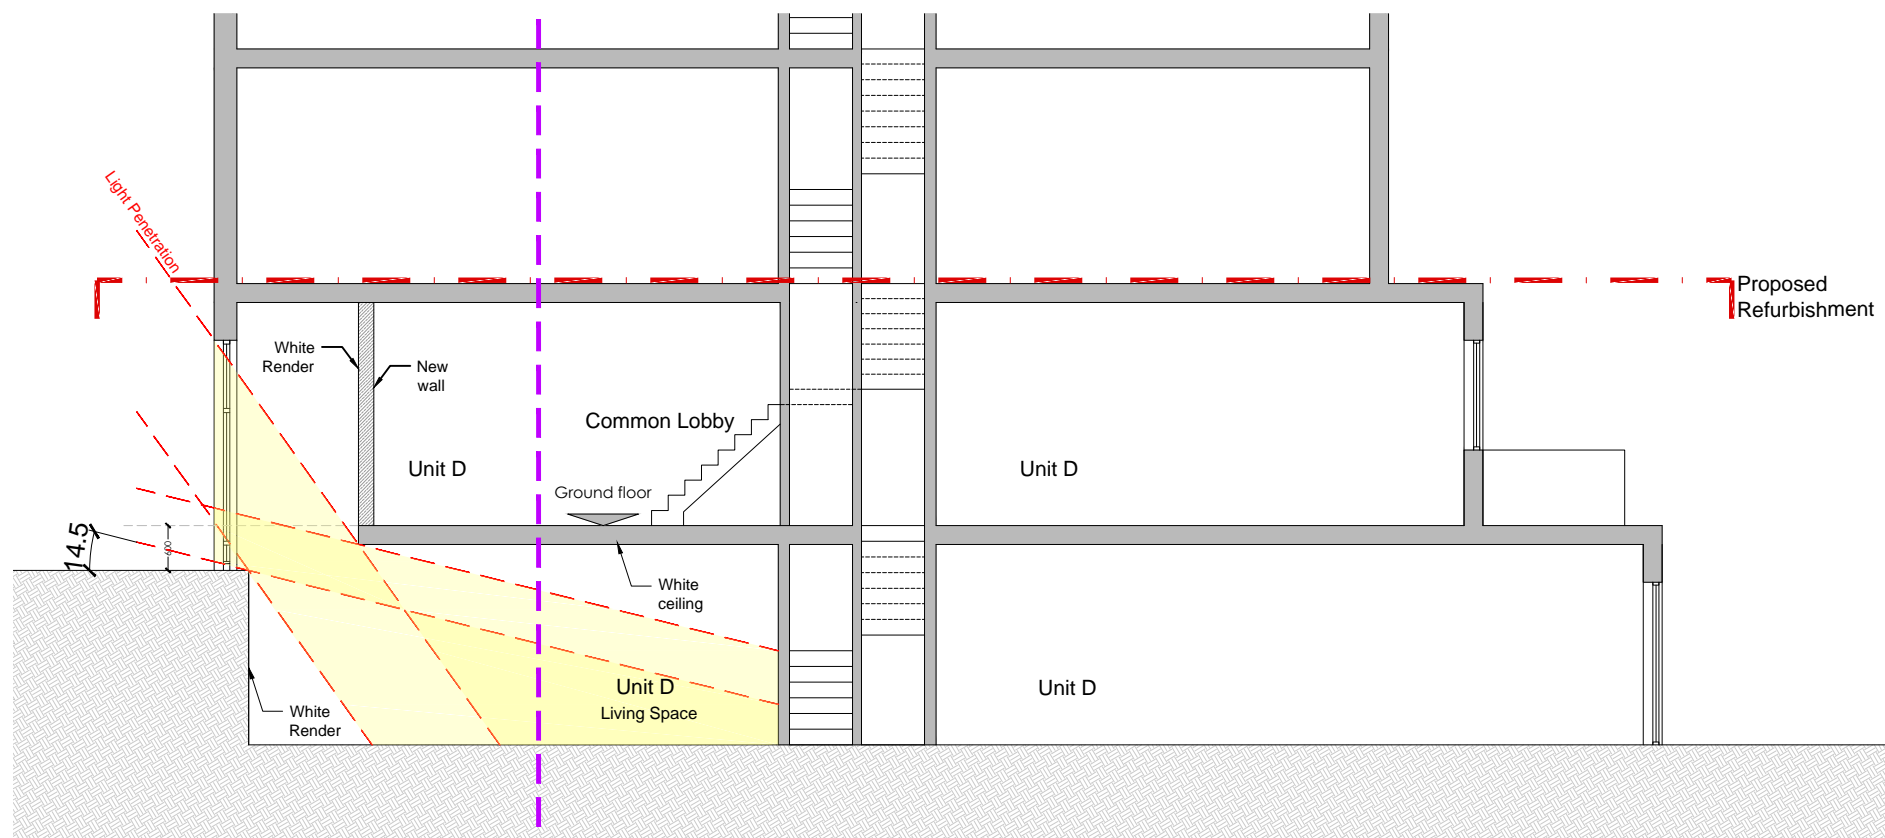 Light Penetration
Proposed
Refurbishment
White
Render
New
wall
Common Lobby
Unit D
Unit D
Ground floor
14.5
600
White
ceiling
Unit D
Living Space
Unit D
White
Render